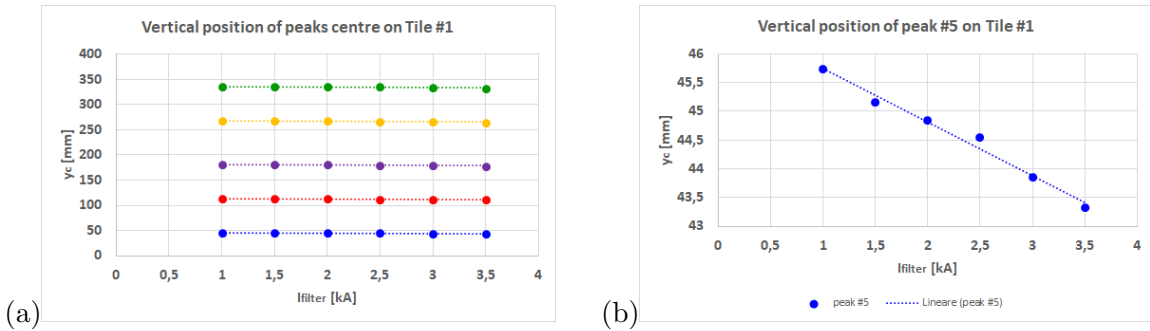 Vertical position of peaks centre on Tile #1
400
350
300
250
200
150
100
50
0
yc [mm]
0 0,5 1 1,5 2 2,5 3 3,5 4
Ifilter [kA]
(a)
Vertical position of peak #5 on Tile #1
46
45,5
45
44,5
44
43,5
43
yc [mm]
0 0,5 1 1,5 2 2,5 3 3,5 4
Ifilter [kA]
peak #5 Lineare (peak #5)
(b)